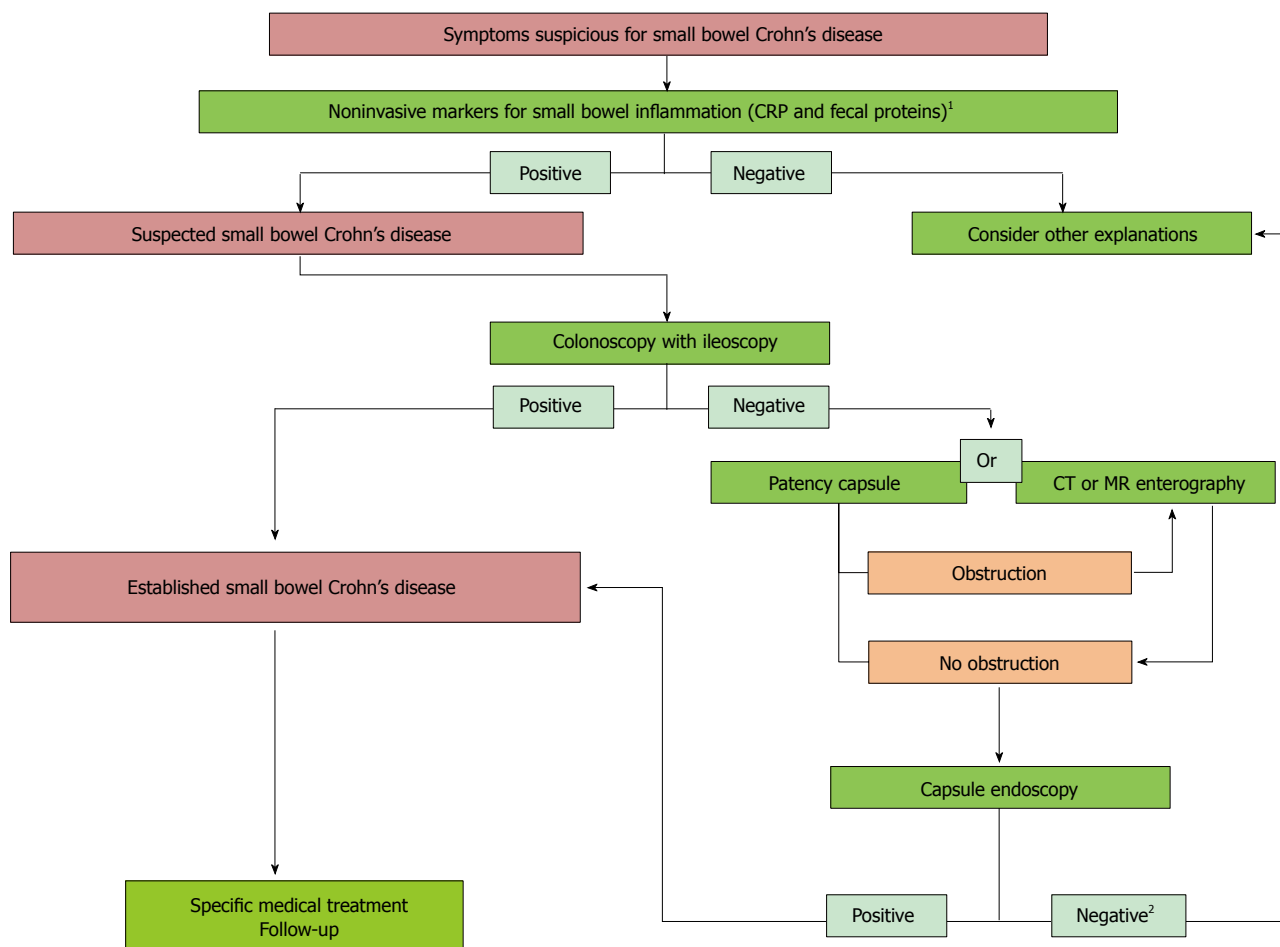 Symptoms suspicious for small bowel Crohn’s disease
Noninvasive markers for small bowel inflammation (CRP and fecal proteins)¹
Positive
Negative
Suspected small bowel Crohn’s disease
Consider other explanations
Colonoscopy with ileoscopy
Positive
Negative
Or
Patency capsule
CT or MR enterography
Obstruction
Established small bowel Crohn’s disease
No obstruction
Capsule endoscopy
Specific medical treatment
Follow-up
Positive
Negative²